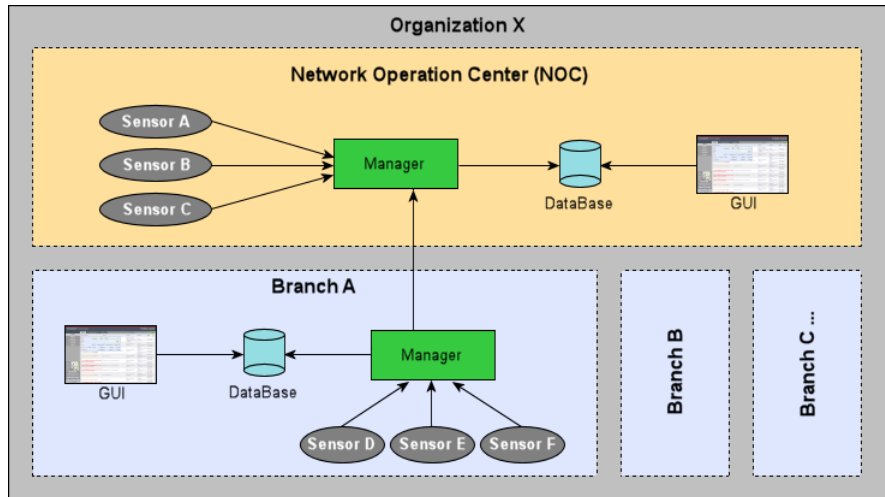 Organization X
Network Operation Center (NOC)
Sensor A
Sensor B
Sensor C
Manager
DataBase
GUI
Branch A
GUI
DataBase
Manager
Sensor D
Sensor E
Sensor F
Branch B
Branch C ...